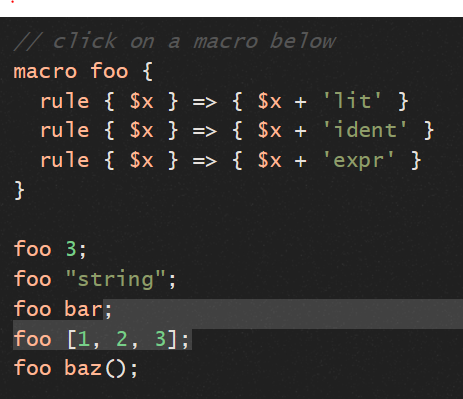 // click on a macro below
macro foo {
  rule { $x } => { $x + 'lit' }
  rule { $x } => { $x + 'ident' }
  rule { $x } => { $x + 'expr' }
}

foo 3;
foo "string";
foo bar;
foo [1, 2, 3];
foo baz();